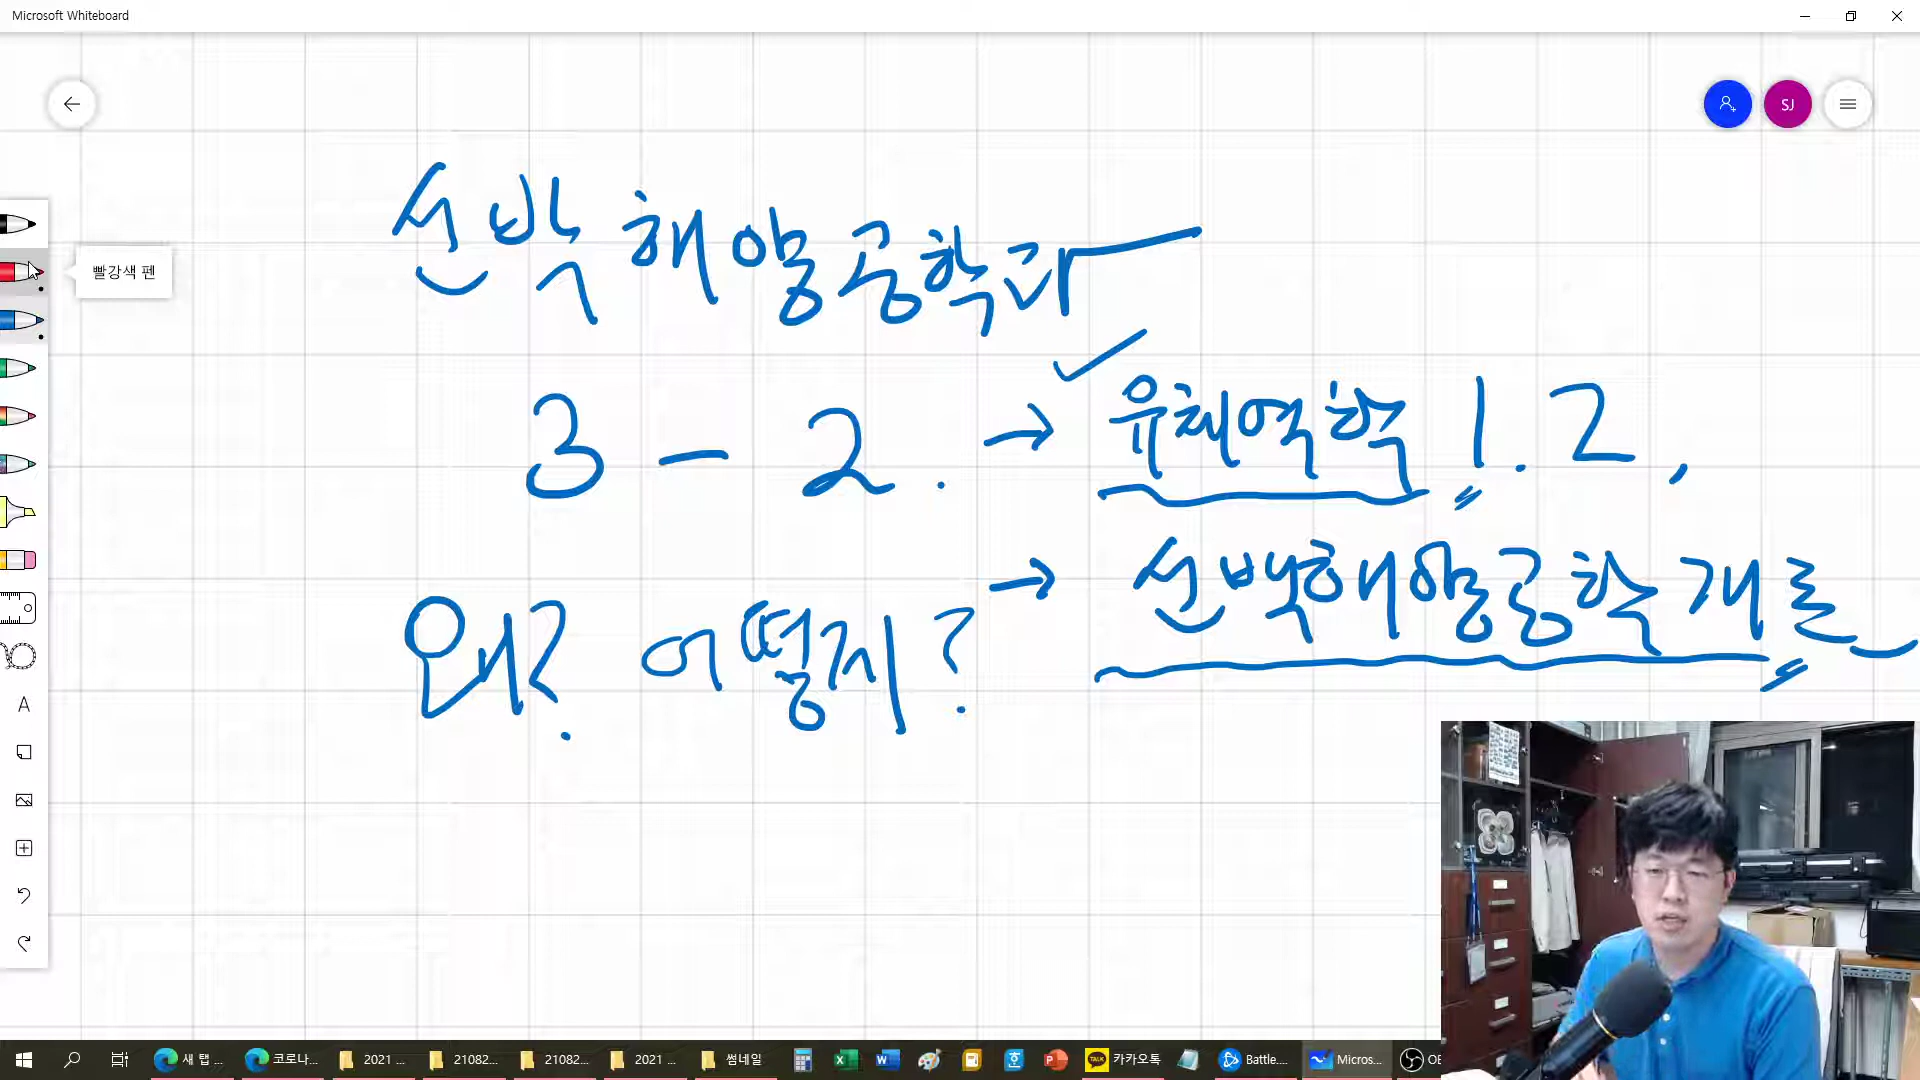 Microsoft Whiteboard
SJ
빨강색 펜
선박해양공학과
3 - 2. → 유체역학 1. 2,
→ 선박해양공학개론
왜? 어떻게?
A
새 탭 ...
코로나...
2021 ...
21082...
21082...
2021 ...
썸네일
카카오톡
Battle....
Micros...
OB